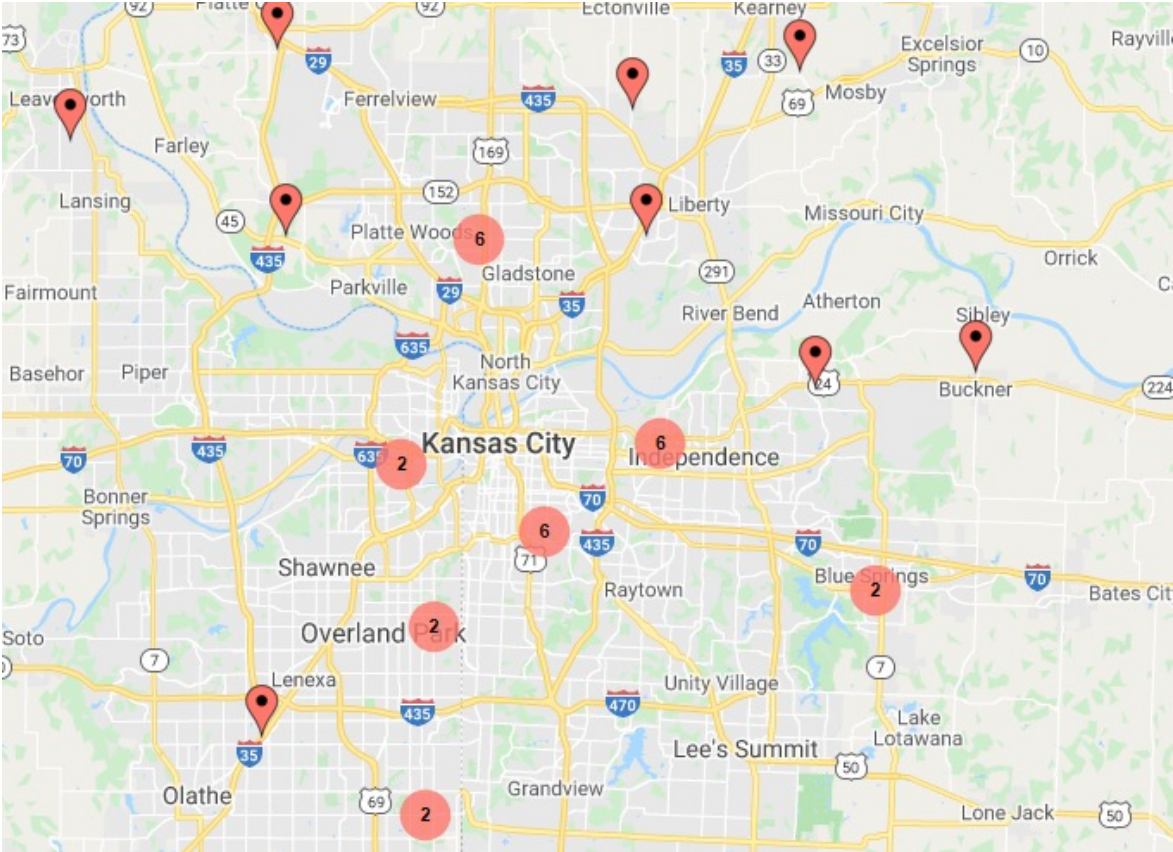 92
92
Ectonville
Kearney
73
29
35
33
Excelsior
Springs
10
Rayville
Leavenworth
Ferrelview
435
69
Mosby
Farley
169
152
Lansing
45
Liberty
Missouri City
Platte Woods
6
435
Gladstone
291
Orrick
Fairmount
Parkville
29
35
River Bend
Atherton
Sibley
635
North
Kansas City
Basehor
Piper
24
Buckner
224
Kansas City
6
Independence
70
435
635
2
Bonner
Springs
70
6
435
70
71
Shawnee
Raytown
Blue Springs
2
70
Bates Cit
Soto
2
Overland Park
7
7
Lenexa
Unity Village
435
470
Lake
Lotawana
35
Lee's Summit
50
Olathe
69
Grandview
2
Lone Jack
50